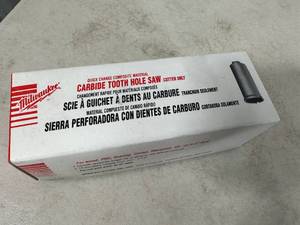 Milwaukee
QUICK CHANGE COMPOSITE MATERIAL
CARBIDE TOOTH HOLE SAW CUTTER ONLY
CHANGEMENT RAPIDE POUR MATÉRIAUX COMPOSÉS
SCIE À GUICHET À DENTS AU CARBURE TRANCHOIR SEULEMENT
MATERIAL COMPUESTO DE CAMBIO RÁPIDO
SIERRA PERFORADORA CON DIENTES DE CARBURO CORTADORA SOLAMENTE